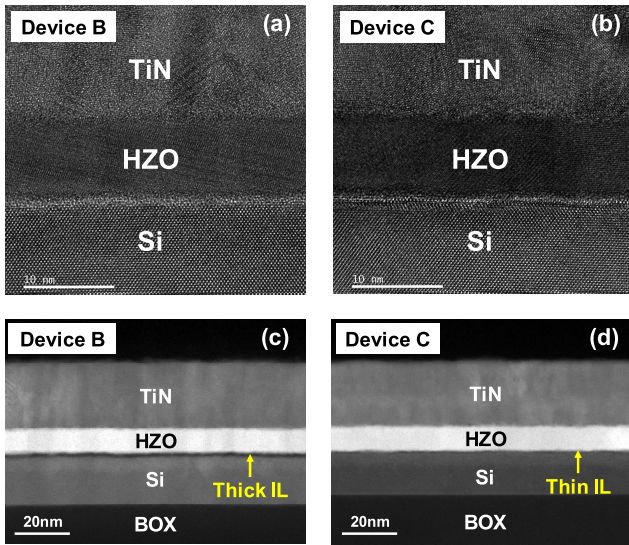 Device B
(a)
TiN
HZO
Si
10 nm
Device C
(b)
TiN
HZO
Si
10 nm
Device B
(c)
TiN
HZO
Si
Thick IL
20nm
BOX
Device C
(d)
TiN
HZO
Si
Thin IL
20nm
BOX